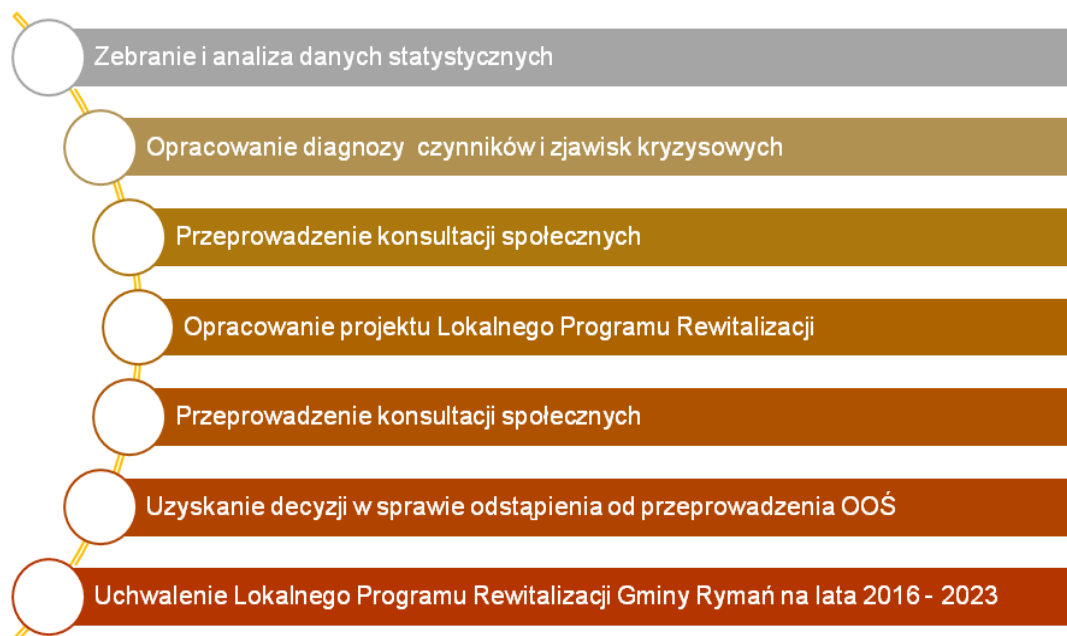 Zebranie i analiza danych statystycznych
Opracowanie diagnozy czynników i zjawisk kryzysowych
Przeprowadzenie konsultacji społecznych
Opracowanie projektu Lokalnego Programu Rewitalizacji
Przeprowadzenie konsultacji społecznych
Uzyskanie decyzji w sprawie odstąpienia od przeprowadzenia OOŚ
Uchwalenie Lokalnego Programu Rewitalizacji Gminy Rymań na lata 2016 - 2023